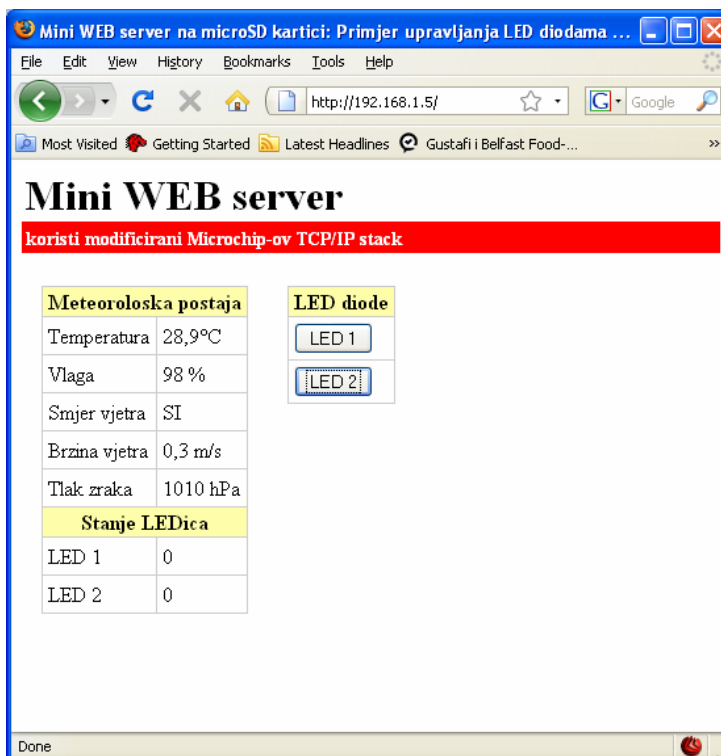 Mini WEB server na microSD kartici: Primjer upravljanja LED diodama ...
File Edit View History Bookmarks Tools Help
http://192.168.1.5/ G Google
Most Visited Getting Started Latest Headlines Gustafi i Belfast Food-... »
Mini WEB server
koristi modificirani Microchip-ov TCP/IP stack
Meteoroloska postaja LED diode
Temperatura 28,9°C LED 1
Vlaga 98 % LED 2
Smjer vjetra SI
Brzina vjetra 0,3 m/s
Tlak zraka 1010 hPa
Stanje LEDica
LED 1 0
LED 2 0
Done